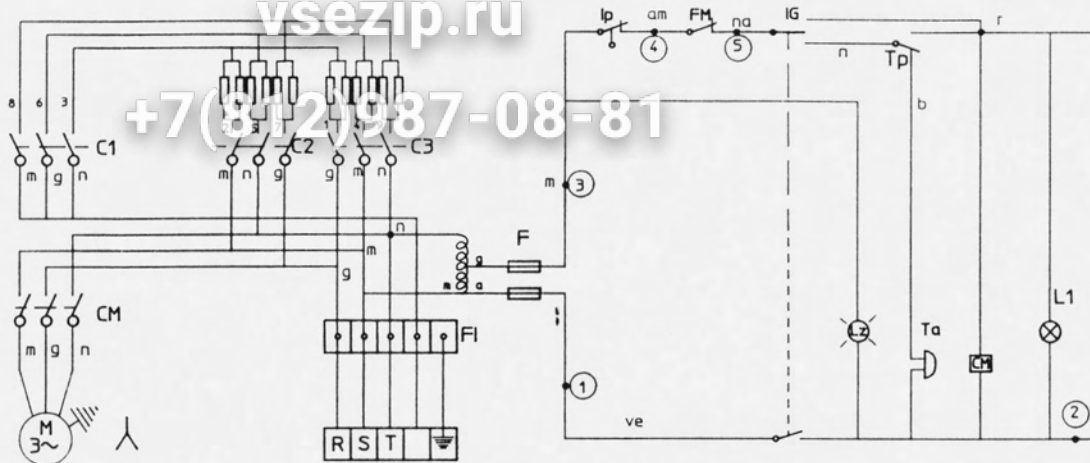 vsezip.ru
+7(812)987-08-81
Ip am FM na IG r
4 5 n Tp
8 6 3 b
C1 C2 C3
m g n m n g g m n
m 3
n
m F
g g
m a
CM FI Lz Ta L1
m g n CM
1
M
3~
ve 2
R S T